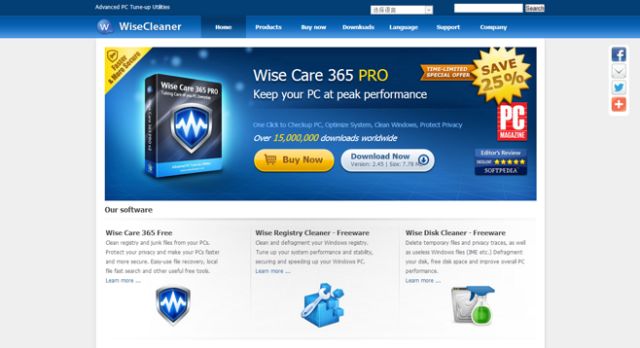 Advanced PC Tune-up Utilities
选择语言
Search
WiseCleaner
Home
Products
Buy now
Downloads
Language
Support
Company
Faster
& More Secure
Wise Care 365 PRO
Wise Care 365 PRO
Keep your PC at peak performance
TIME-LIMITED
SPECIAL OFFER
SAVE
25%
One Click to Checkup PC, Optimize System, Clean Windows, Protect Privacy
Over 15,000,000 downloads worldwide
Buy Now
Download Now
Version: 2.45 | Size: 7.78 M
PC
MAGAZINE
Editor's Review
SOFTPEDIA
Our software
Wise Care 365 Free
Clean registry and junk files from your PCs.
Protect your privacy and make your PCs faster
and more secure. Easy-use file recovery, local
file fast search and other useful free tools.
Learn more ...
Wise Registry Cleaner - Freeware
Clean and defragment your Windows registry.
Tune up your system performance and stability,
securing and speeding up your Windows PC.
Learn more ...
Wise Disk Cleaner - Freeware
Delete temporary files and privacy traces, as well
as useless Windows files (IME etc.) Defragment
your disk, free disk space and improve overall PC
performance.
Learn more ...